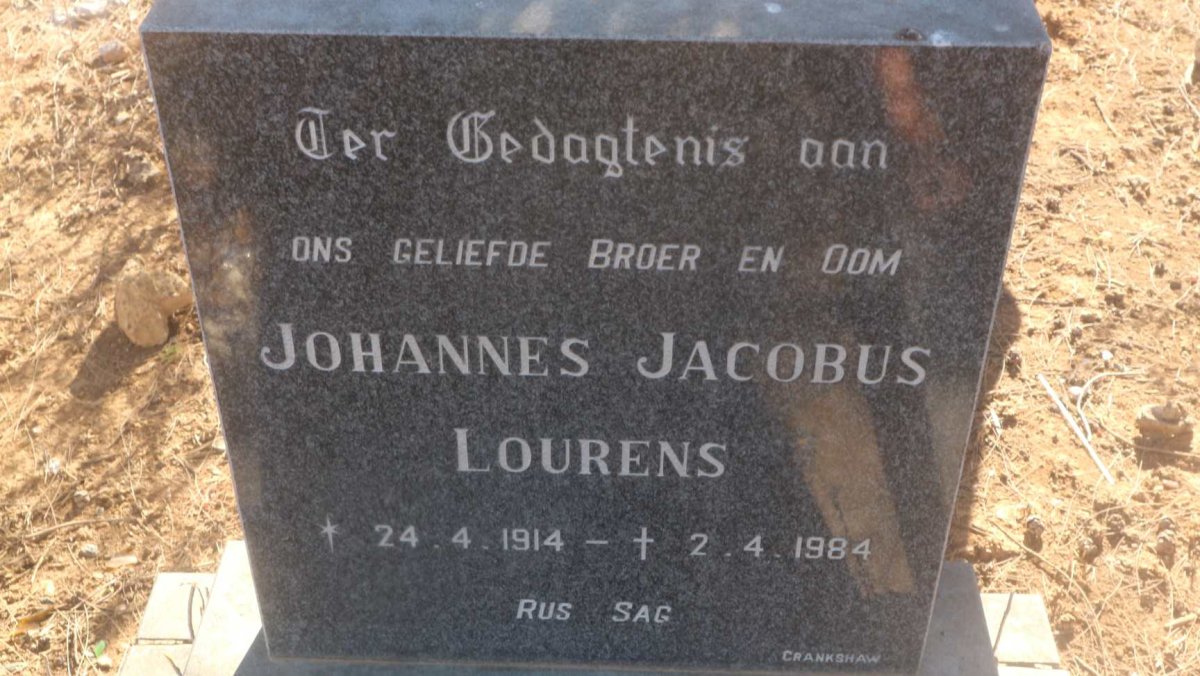 Ter Gedagtenis aan
ONS GELIEFDE BROER EN OOM
JOHANNES JACOBUS
LOURENS
* 24.4.1914 – † 2.4.1984
RUS SAG
CRANKSHAW